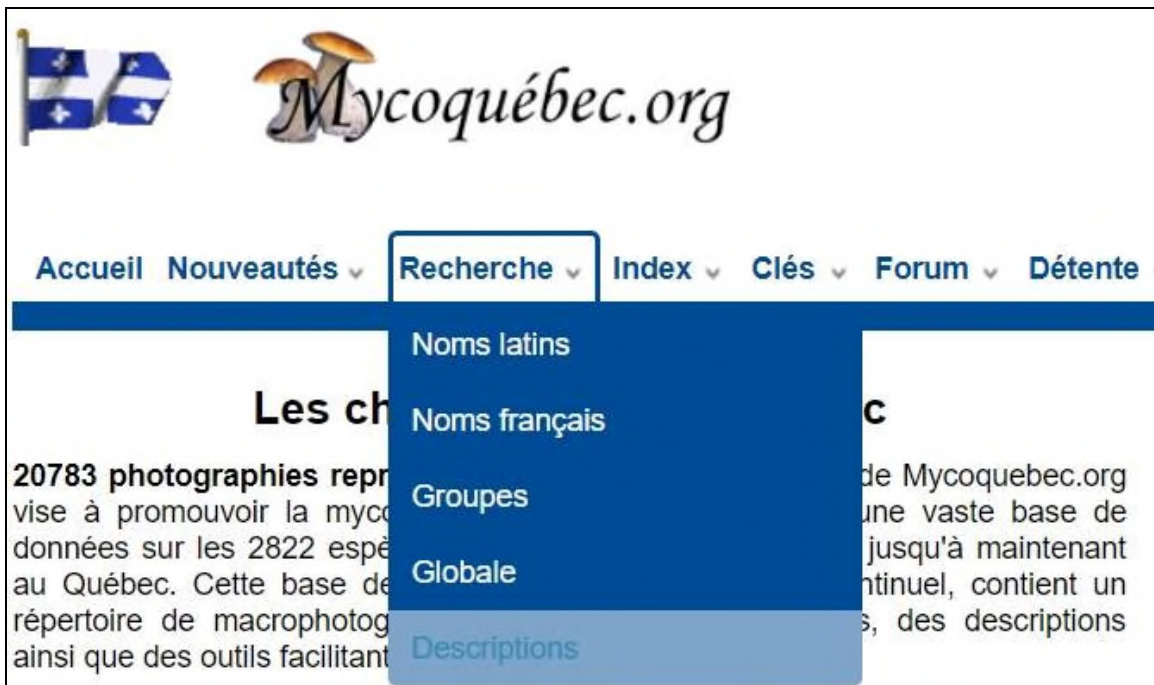 Mycoquébec.org
Accueil Nouveautés Recherche Index Clés Forum Détente
Noms latins
Noms français
Groupes
Globale
Descriptions
Les ch c
20783 photographies repr de Mycoquebec.org
vise à promouvoir la myco une vaste base de
données sur les 2822 espè jusqu'à maintenant
au Québec. Cette base de ntinuel, contient un
répertoire de macrophotog s, des descriptions
ainsi que des outils facilitant